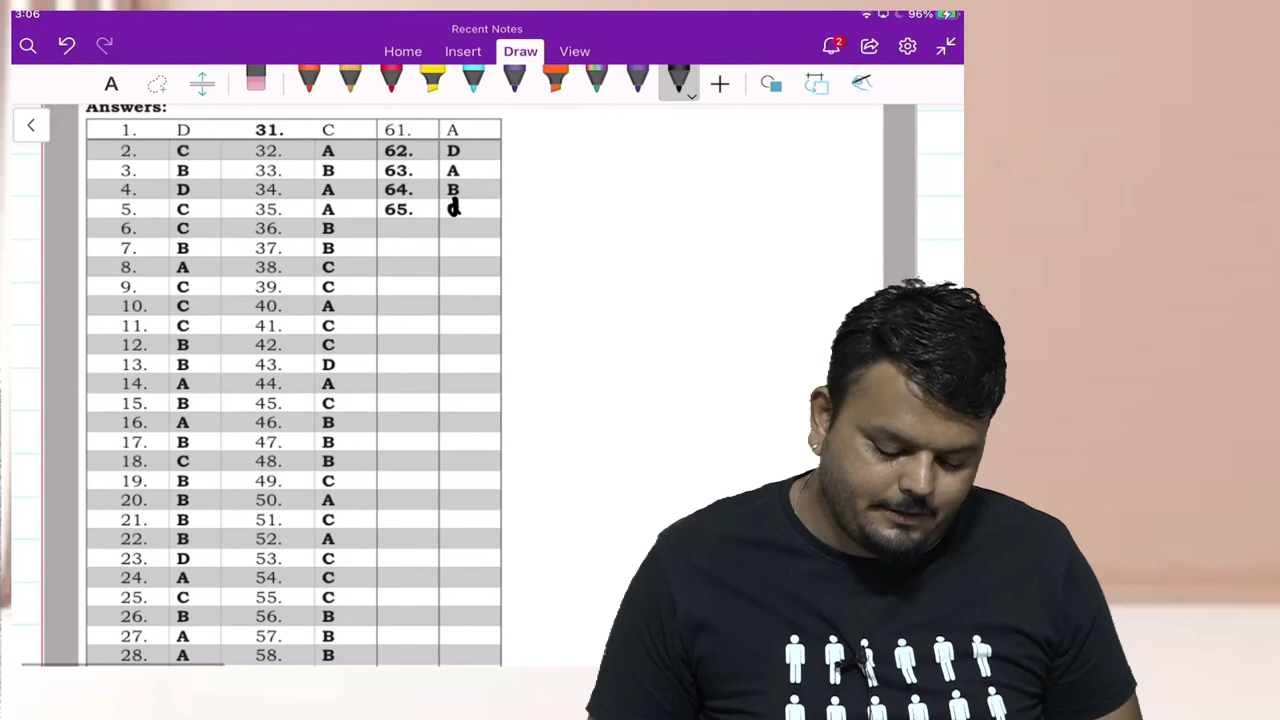 3:06
96%
Recent Notes
2
Home Insert Draw View
A
Answers:
1. D 31. C 61. A
2. C 32. A 62. D
3. B 33. B 63. A
4. D 34. A 64. B
5. C 35. A 65. d
6. C 36. B
7. B 37. B
8. A 38. C
9. C 39. C
10. C 40. A
11. C 41. C
12. B 42. C
13. B 43. D
14. A 44. A
15. B 45. C
16. A 46. B
17. B 47. B
18. C 48. B
19. B 49. C
20. B 50. A
21. B 51. C
22. B 52. A
23. D 53. C
24. A 54. C
25. C 55. C
26. B 56. B
27. A 57. B
28. A 58. B